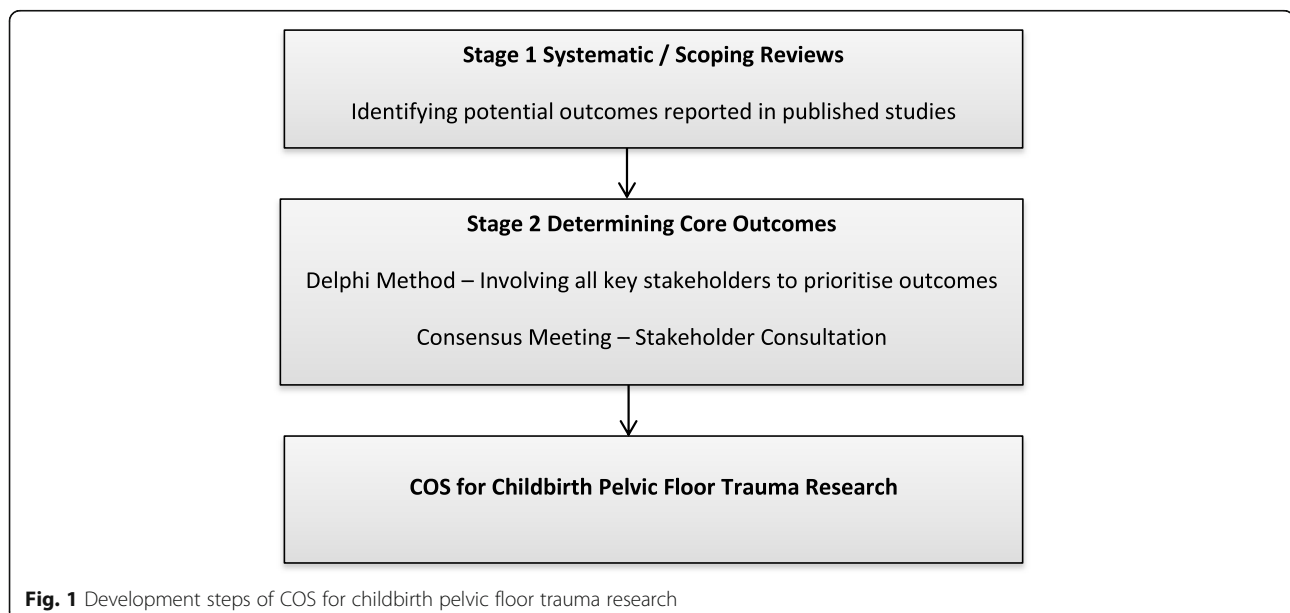 Stage 1 Systematic / Scoping Reviews
Identifying potential outcomes reported in published studies
Stage 2 Determining Core Outcomes
Delphi Method – Involving all key stakeholders to prioritise outcomes
Consensus Meeting – Stakeholder Consultation
COS for Childbirth Pelvic Floor Trauma Research
Fig. 1 Development steps of COS for childbirth pelvic floor trauma research